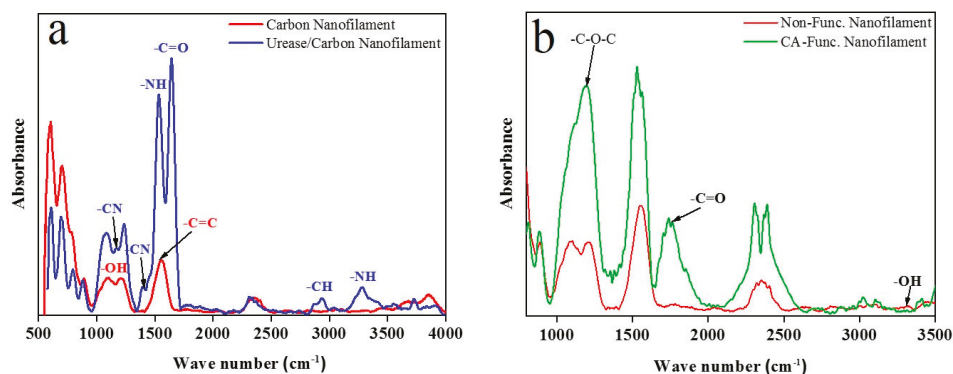 a
Carbon Nanofilament
Urease/Carbon Nanofilament
-C=O
-NH
-CN
-CN
-C=C
-OH
-CH
-NH
Absorbance
500 1000 1500 2000 2500 3000 3500 4000
Wave number (cm-1)
b
Non-Func. Nanofilament
CA-Func. Nanofilament
-C-O-C
-C=O
-OH
Absorbance
1000 1500 2000 2500 3000 3500
Wave number (cm-1)